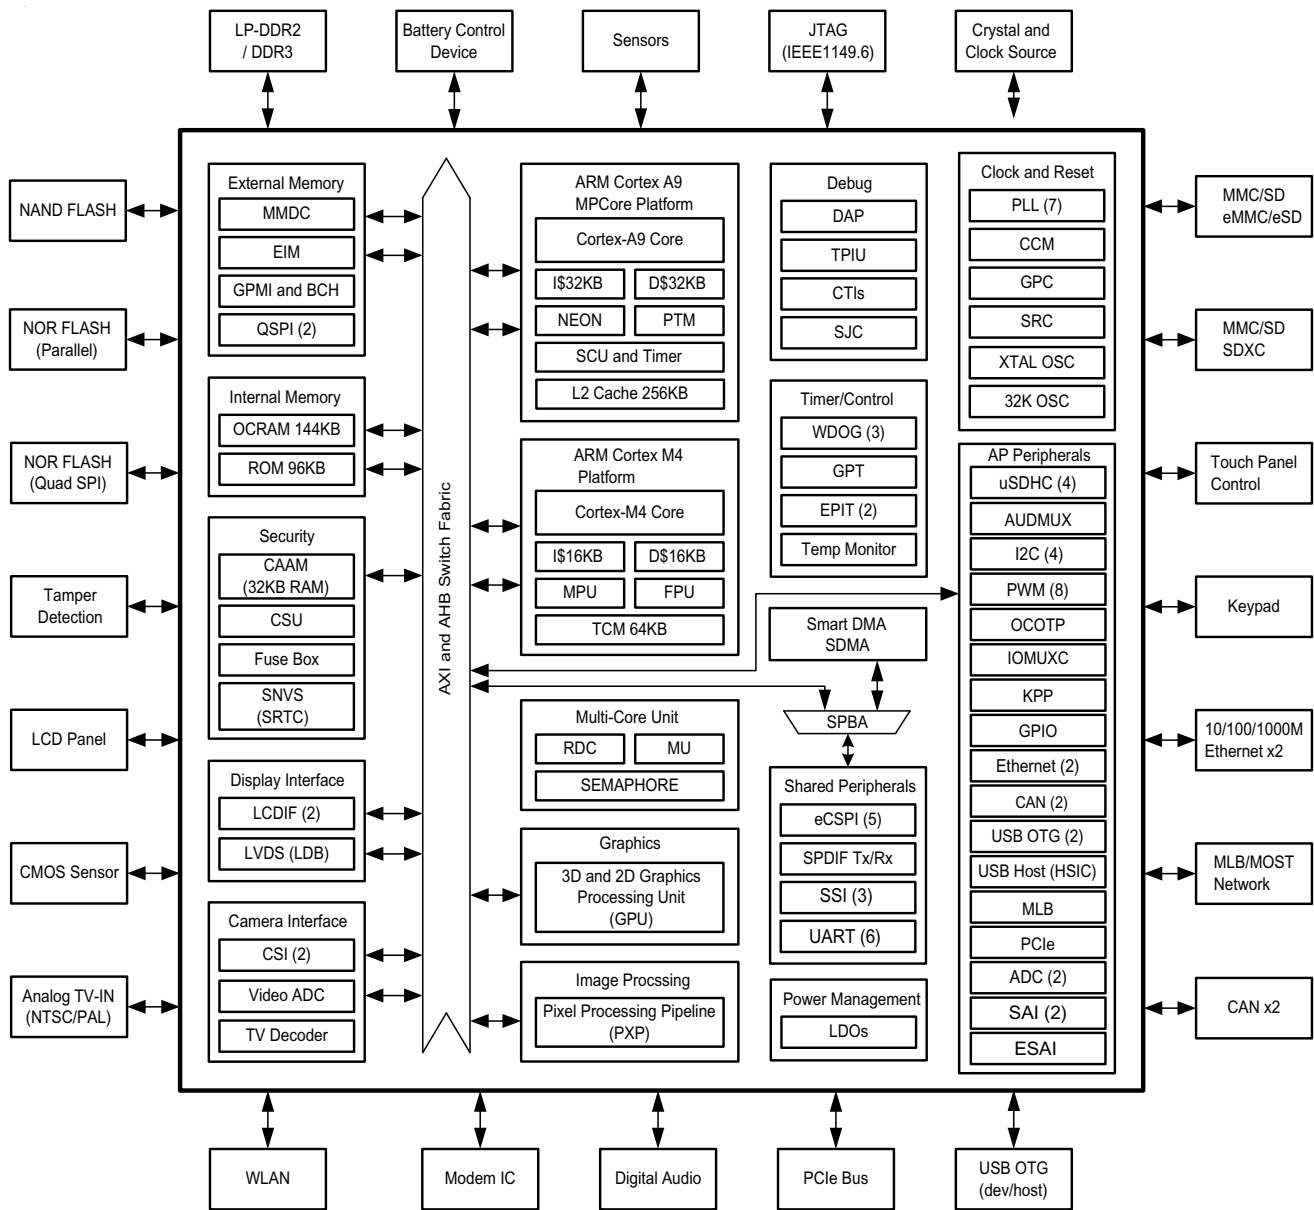 LP-DDR2
/ DDR3
Battery Control
Device
Sensors
JTAG
(IEEE1149.6)
Crystal and
Clock Source
NAND FLASH
NOR FLASH
(Parallel)
NOR FLASH
(Quad SPI)
Tamper
Detection
LCD Panel
CMOS Sensor
Analog TV-IN
(NTSC/PAL)
External Memory
MMDC
EIM
GPMI and BCH
QSPI (2)
Internal Memory
OCRAM 144KB
ROM 96KB
Security
CAAM
(32KB RAM)
CSU
Fuse Box
SNVS
(SRTC)
Display Interface
LCDIF (2)
LVDS (LDB)
Camera Interface
CSI (2)
Video ADC
TV Decoder
AXI and AHB Switch Fabric
ARM Cortex A9
MPCore Platform
Cortex-A9 Core
I$32KB
D$32KB
NEON
PTM
SCU and Timer
L2 Cache 256KB
ARM Cortex M4
Platform
Cortex-M4 Core
I$16KB
D$16KB
MPU
FPU
TCM 64KB
Multi-Core Unit
RDC
MU
SEMAPHORE
Graphics
3D and 2D Graphics
Processing Unit
(GPU)
Image Procssing
Pixel Processing Pipeline
(PXP)
Debug
DAP
TPIU
CTIs
SJC
Timer/Control
WDOG (3)
GPT
EPIT (2)
Temp Monitor
Smart DMA
SDMA
SPBA
Shared Peripherals
eCSPI (5)
SPDIF Tx/Rx
SSI (3)
UART (6)
Power Management
LDOs
Clock and Reset
PLL (7)
CCM
GPC
SRC
XTAL OSC
32K OSC
AP Peripherals
uSDHC (4)
AUDMUX
I2C (4)
PWM (8)
OCOTP
IOMUXC
KPP
GPIO
Ethernet (2)
CAN (2)
USB OTG (2)
USB Host (HSIC)
MLB
PCIe
ADC (2)
SAI (2)
ESAI
MMC/SD
eMMC/eSD
MMC/SD
SDXC
Touch Panel
Control
Keypad
10/100/1000M
Ethernet x2
MLB/MOST
Network
CAN x2
WLAN
Modem IC
Digital Audio
PCIe Bus
USB OTG
(dev/host)